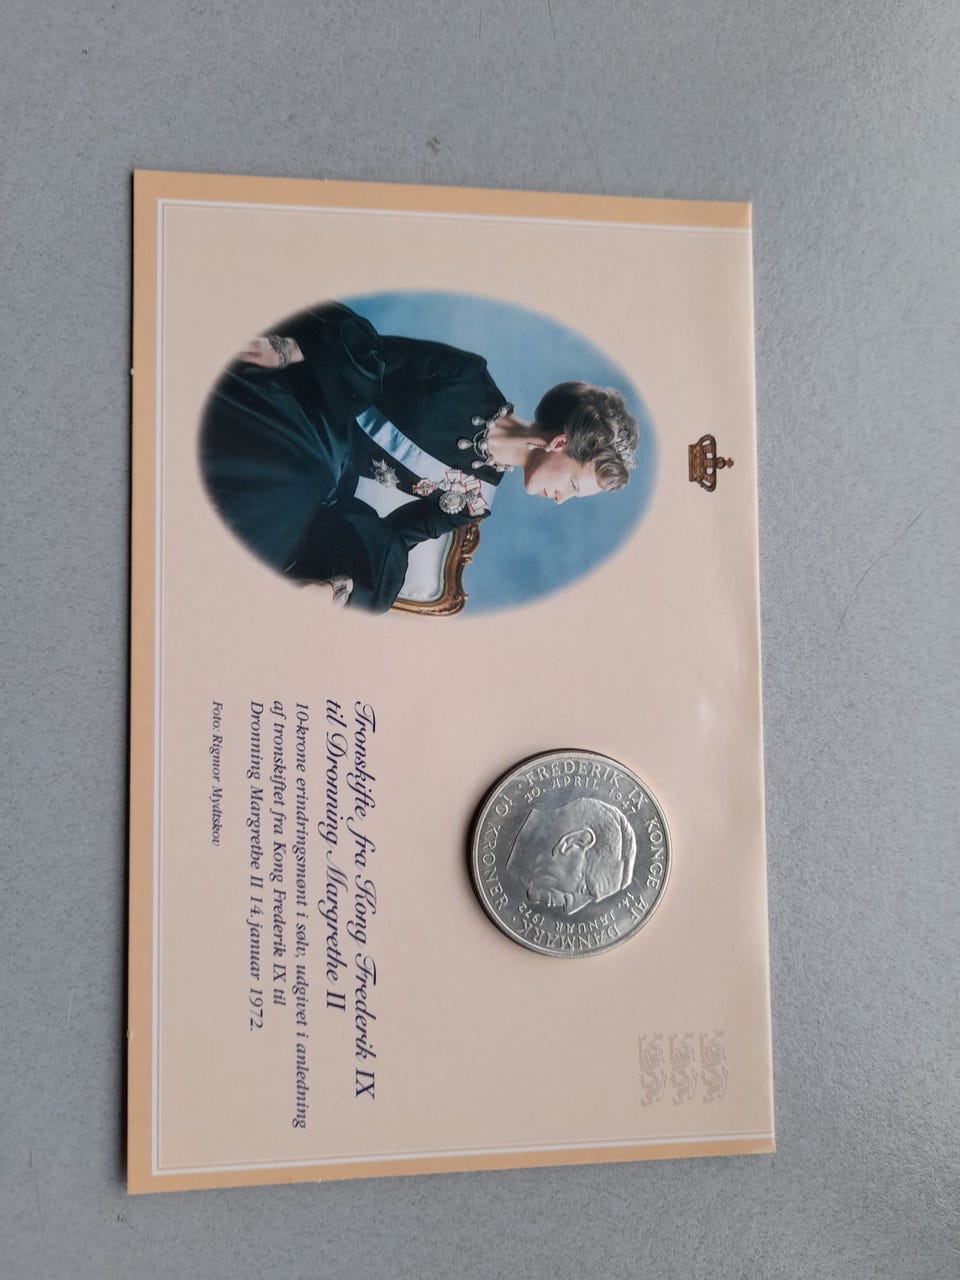 FREDERIK IX KONGE AF DANMARK · 10 KRONER ·
20. APRIL 1947
14. JANUAR 1972
Tronskifte fra Kong Frederik IX
til Dronning Margrethe II
10-krone erindringsmønt i sølv, udgivet i anledning
af tronskiftet fra Kong Frederik IX til
Dronning Margrethe II 14. januar 1972.
Foto: Rigmor Mydtskov